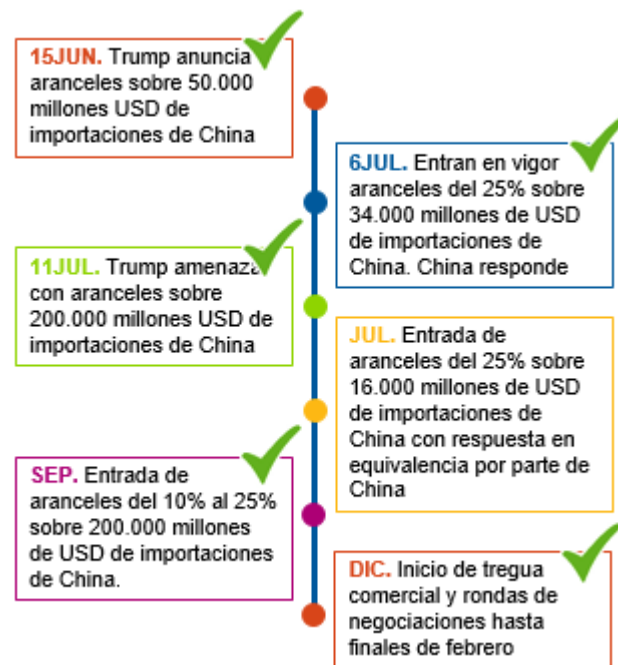 15JUN. Trump anuncia
aranceles sobre 50.000
millones USD de
importaciones de China
6JUL. Entran en vigor
aranceles del 25% sobre
34.000 millones de USD
de importaciones de
China. China responde
11JUL. Trump amenaza
con aranceles sobre
200.000 millones USD de
importaciones de China
JUL. Entrada de
aranceles del 25% sobre
16.000 millones de USD
de importaciones de
China con respuesta en
equivalencia por parte de
China
SEP. Entrada de
aranceles del 10% al 25%
sobre 200.000 millones
de USD de importaciones
de China.
DIC. Inicio de tregua
comercial y rondas de
negociaciones hasta
finales de febrero